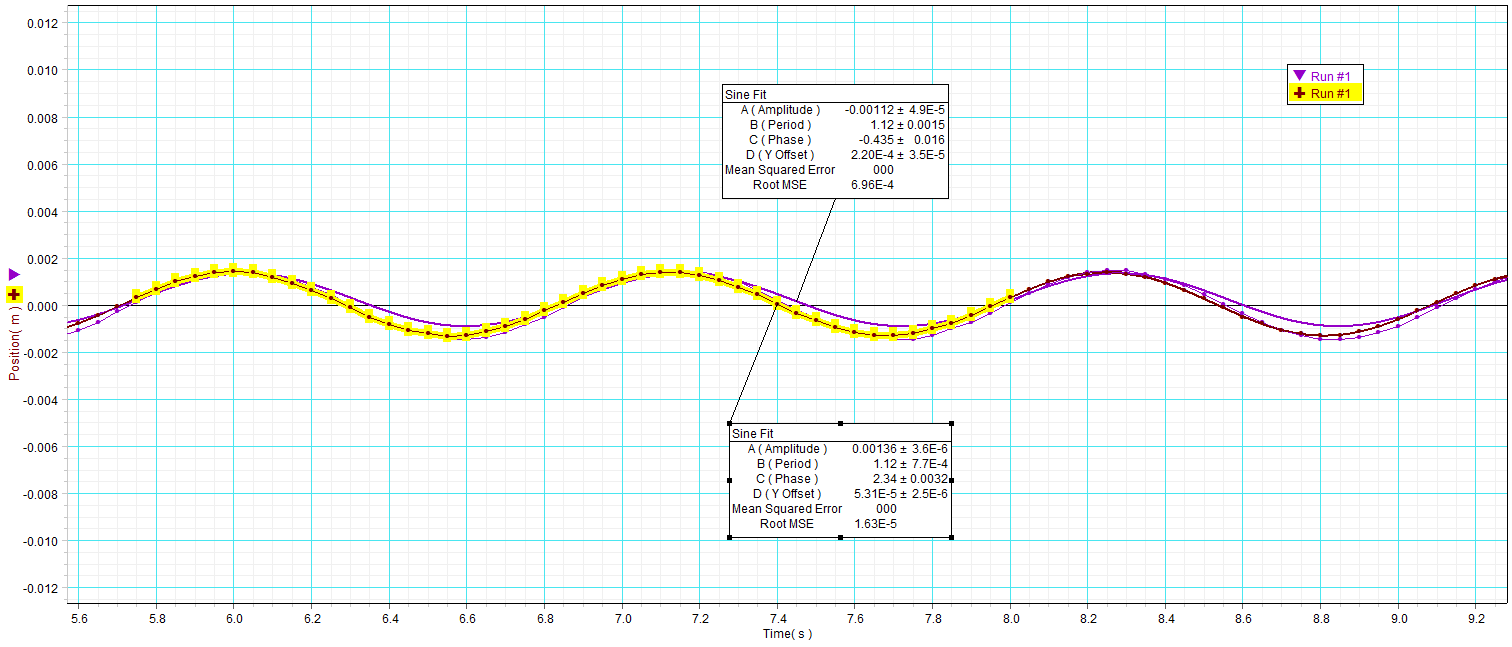 0.012
0.010
0.008
0.006
0.004
0.002
0.000
-0.002
-0.004
-0.006
-0.008
-0.010
-0.012
Position( m )
Run #1
Run #1
Sine Fit
A ( Amplitude ) -0.00112 ± 4.9E-5
B ( Period ) 1.12 ± 0.0015
C ( Phase ) -0.435 ± 0.016
D ( Y Offset ) 2.20E-4 ± 3.5E-5
Mean Squared Error 000
Root MSE 6.96E-4
Sine Fit
A ( Amplitude ) 0.00136 ± 3.6E-6
B ( Period ) 1.12 ± 7.7E-4
C ( Phase ) 2.34 ± 0.0032
D ( Y Offset ) 5.31E-5 ± 2.5E-6
Mean Squared Error 000
Root MSE 1.63E-5
5.6 5.8 6.0 6.2 6.4 6.6 6.8 7.0 7.2 7.4 7.6 7.8 8.0 8.2 8.4 8.6 8.8 9.0 9.2
Time( s )